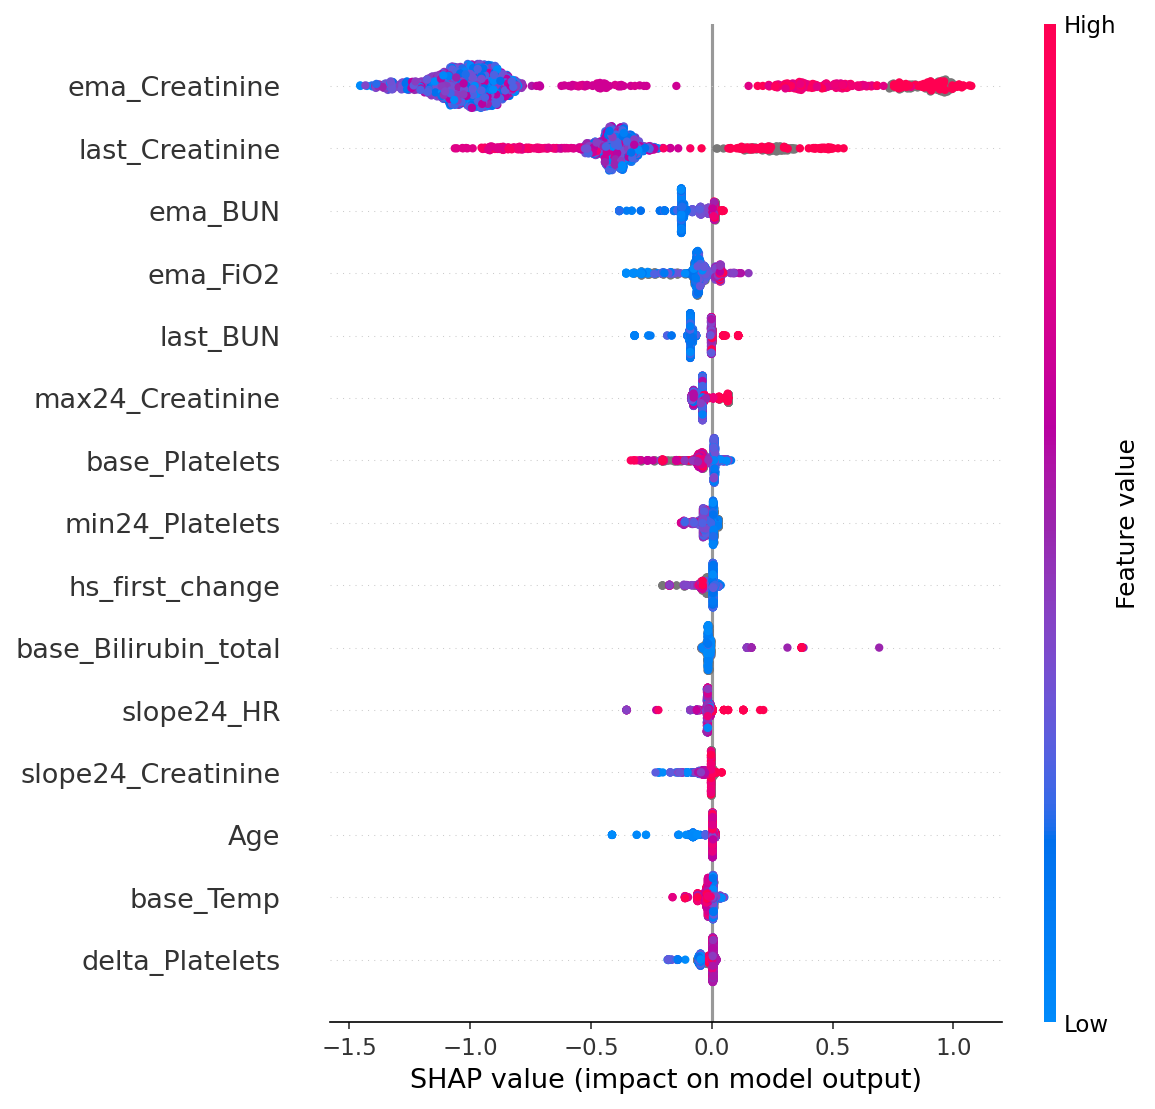 High
ema_Creatinine
last_Creatinine
ema_BUN
ema_FiO2
last_BUN
max24_Creatinine
base_Platelets
min24_Platelets
hs_first_change
base_Bilirubin_total
slope24_HR
slope24_Creatinine
Age
base_Temp
delta_Platelets
Feature value
Low
−1.5 −1.0 −0.5 0.0 0.5 1.0
SHAP value (impact on model output)